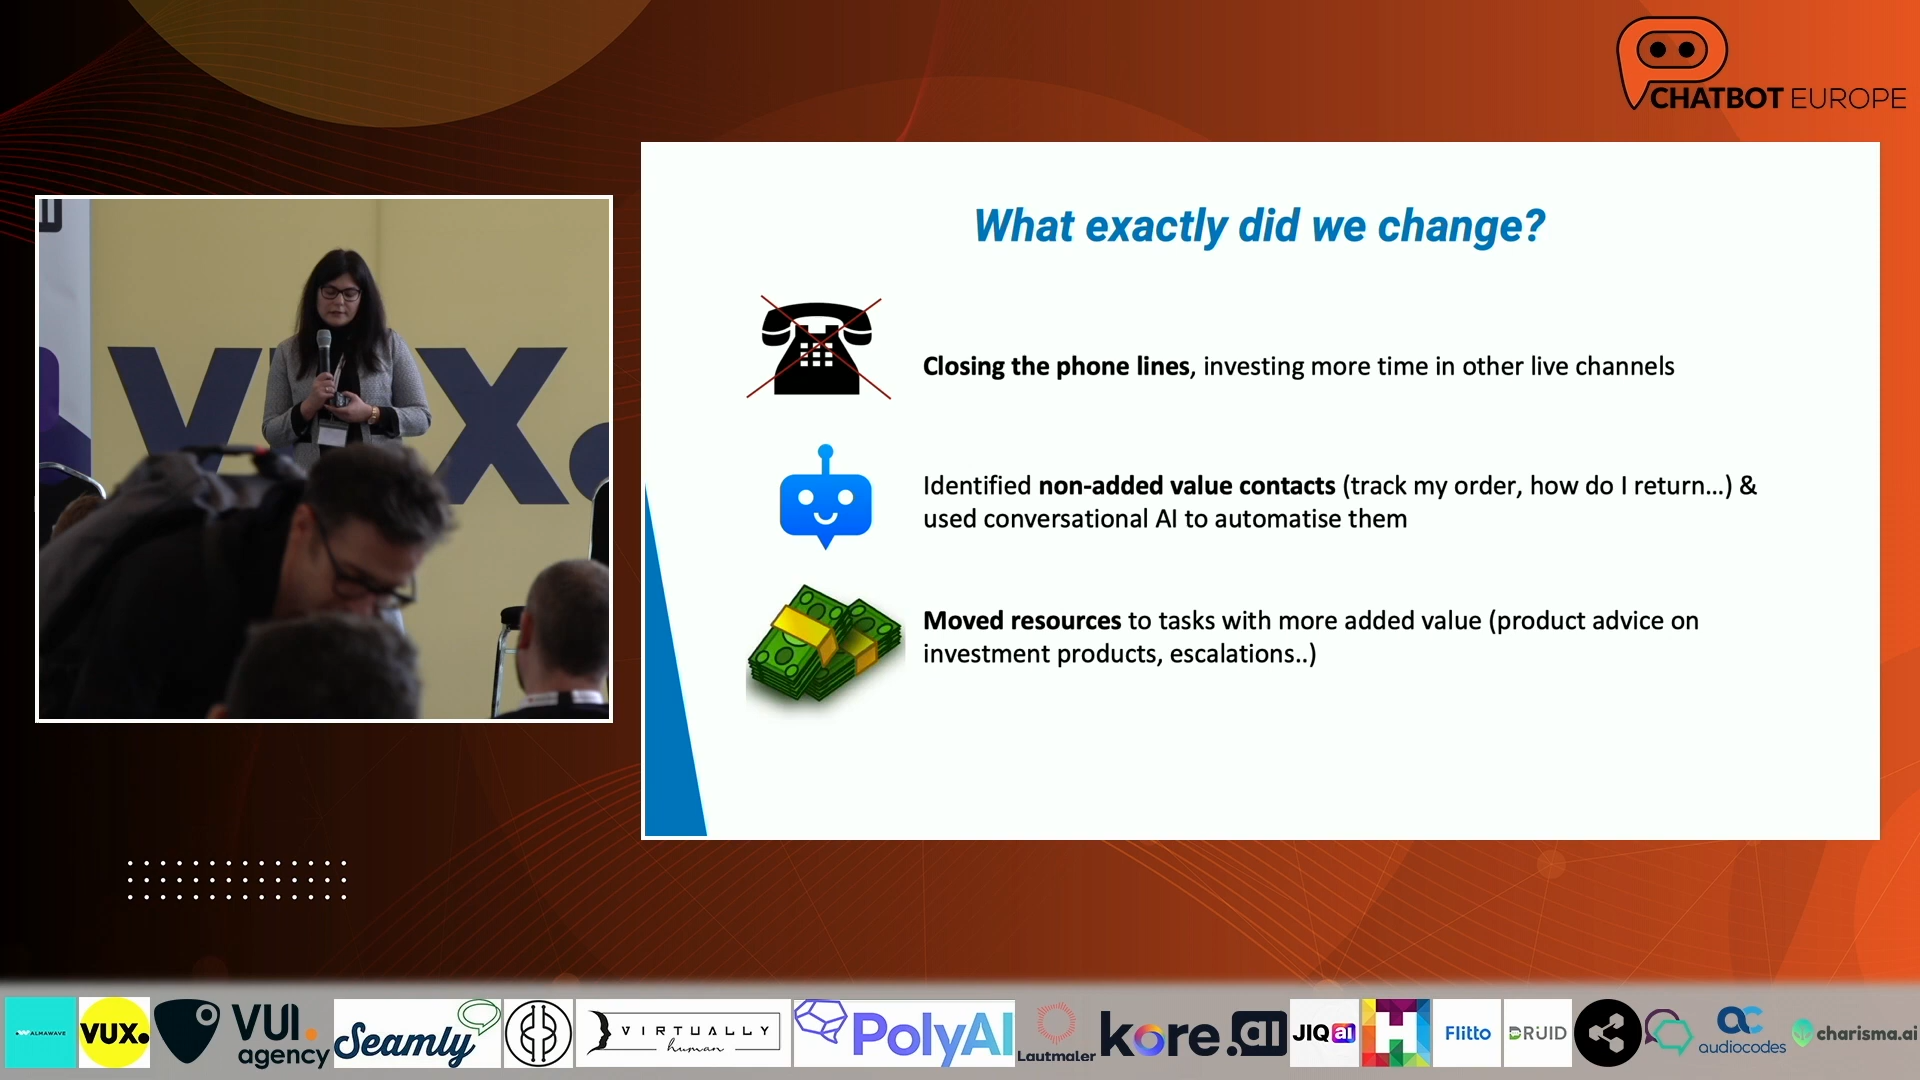 CHATBOT EUROPE
What exactly did we change?
Closing the phone lines, investing more time in other live channels
Identified non-added value contacts (track my order, how do I return...) &
used conversational AI to automatise them
Moved resources to tasks with more added value (product advice on
investment products, escalations..)
VUX.
ALMAWAVE
VUX.
VUI.
agency
Seamly
VIRTUALLY
human
PolyAI
Lautmaler
kore.ai
JIQ ai
H
Flitto
DRUID
ac
audiocodes
charisma.ai